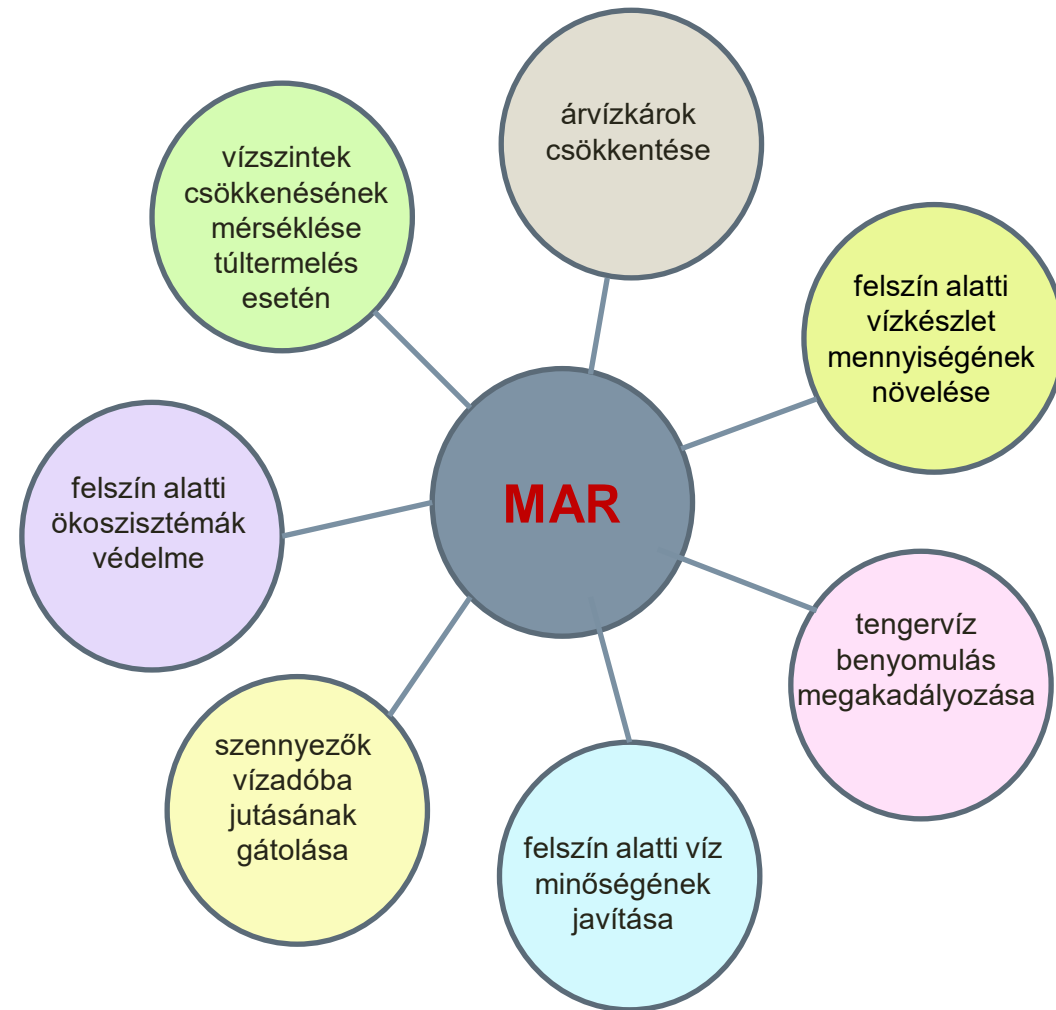 árvízkárok
csökkentése
vízszintek
csökkenésének
mérséklése
túltermelés
esetén
felszín alatti
vízkészlet
mennyiségének
növelése
MAR
felszín alatti
ökoszisztémák
védelme
tengervíz
benyomulás
megakadályozása
szennyezők
vízadóba
jutásának
gátolása
felszín alatti víz
minőségének
javítása